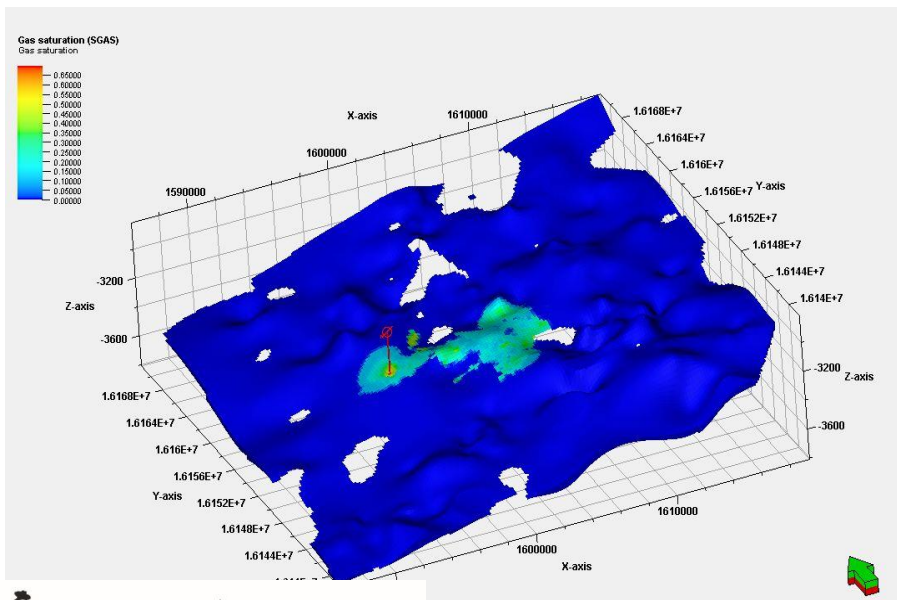 Gas saturation (SGAS)
Gas saturation
0.65000
0.60000
0.55000
0.50000
0.45000
0.40000
0.35000
0.30000
0.25000
0.20000
0.15000
0.10000
0.05000
0.00000
X-axis
1590000
1600000
1610000
1.6168E+7
1.6164E+7
1.616E+7
1.6156E+7
Y-axis
1.6152E+7
1.6148E+7
1.6144E+7
1.614E+7
-3200
Z-axis
-3600
-3200
Z-axis
-3600
1.6168E+7
1.6164E+7
1.616E+7
1.6156E+7
Y-axis
1.6152E+7
1.6148E+7
1.6144E+7
1600000
1610000
X-axis